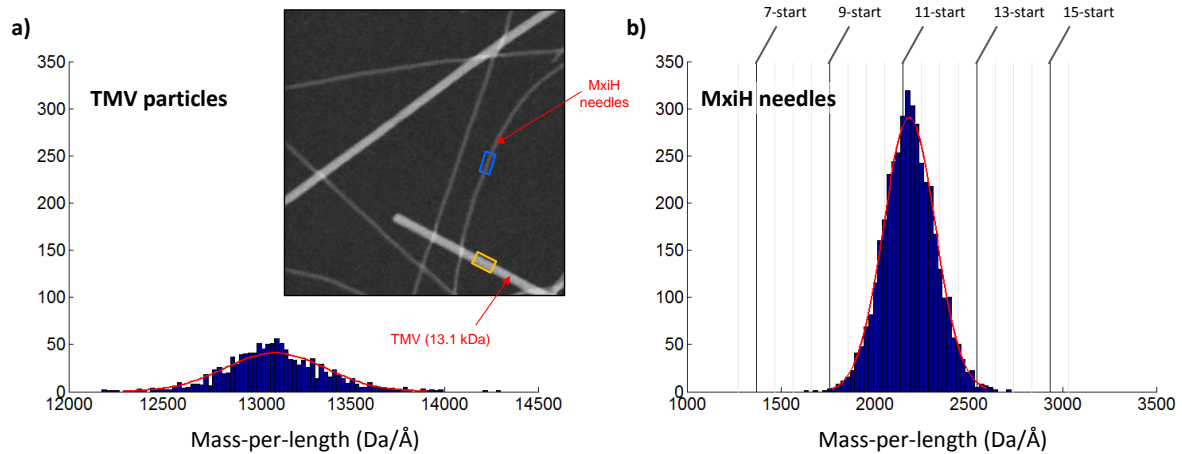 a)
350
300
250
200
150
100
50
0
TMV particles
MxiH
needles
TMV (13.1 kDa)
12000 12500 13000 13500 14000 14500
Mass-per-length (Da/Å)
b)
7-start 9-start 11-start 13-start 15-start
350
300
250
200
150
100
50
0
MxiH needles
1000 1500 2000 2500 3000 3500
Mass-per-length (Da/Å)